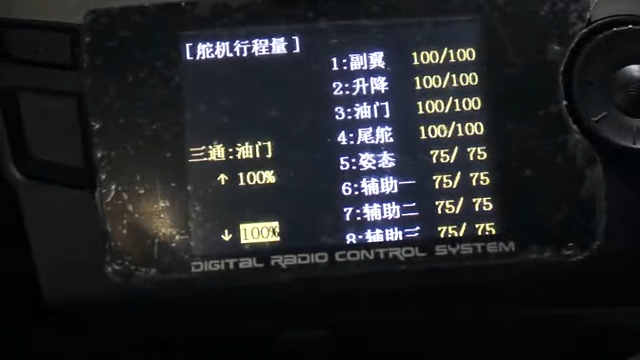 [舵机行程量]
1:副翼 100/100
2:升降 100/100
3:油门 100/100
4:尾舵 100/100
5:姿态 75/ 75
6:辅助一 75/ 75
7:辅助二 75/ 75
8:辅助三 75/ 75
三通:油门
↑ 100%
↓ 100%
DIGITAL RADIO CONTROL SYSTEM